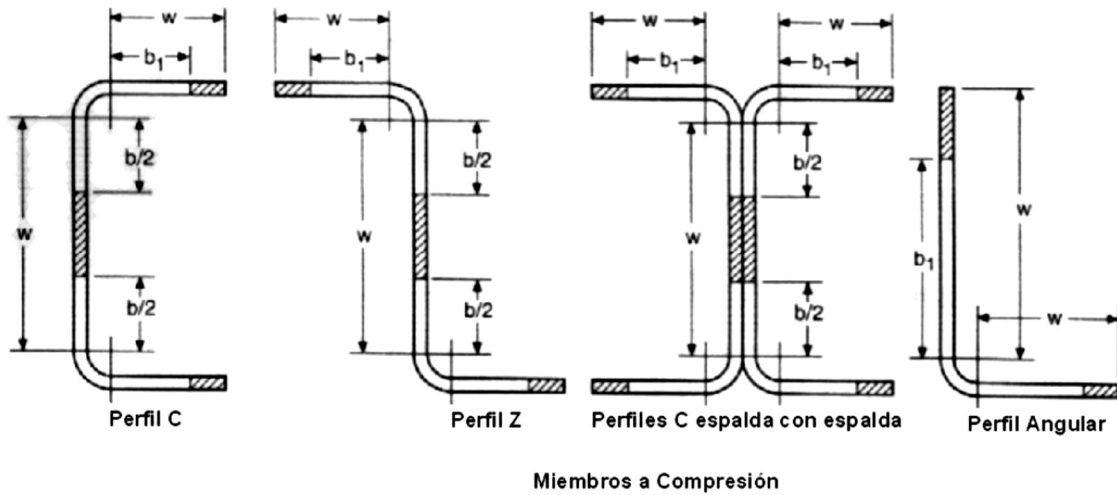 w w w w
b₁ b₁ b₁ b₁
b/2 b/2 b/2
w w w w b₁
w
b/2 b/2 b/2
Perfil C Perfil Z Perfiles C espalda con espalda Perfil Angular
Miembros a Compresión